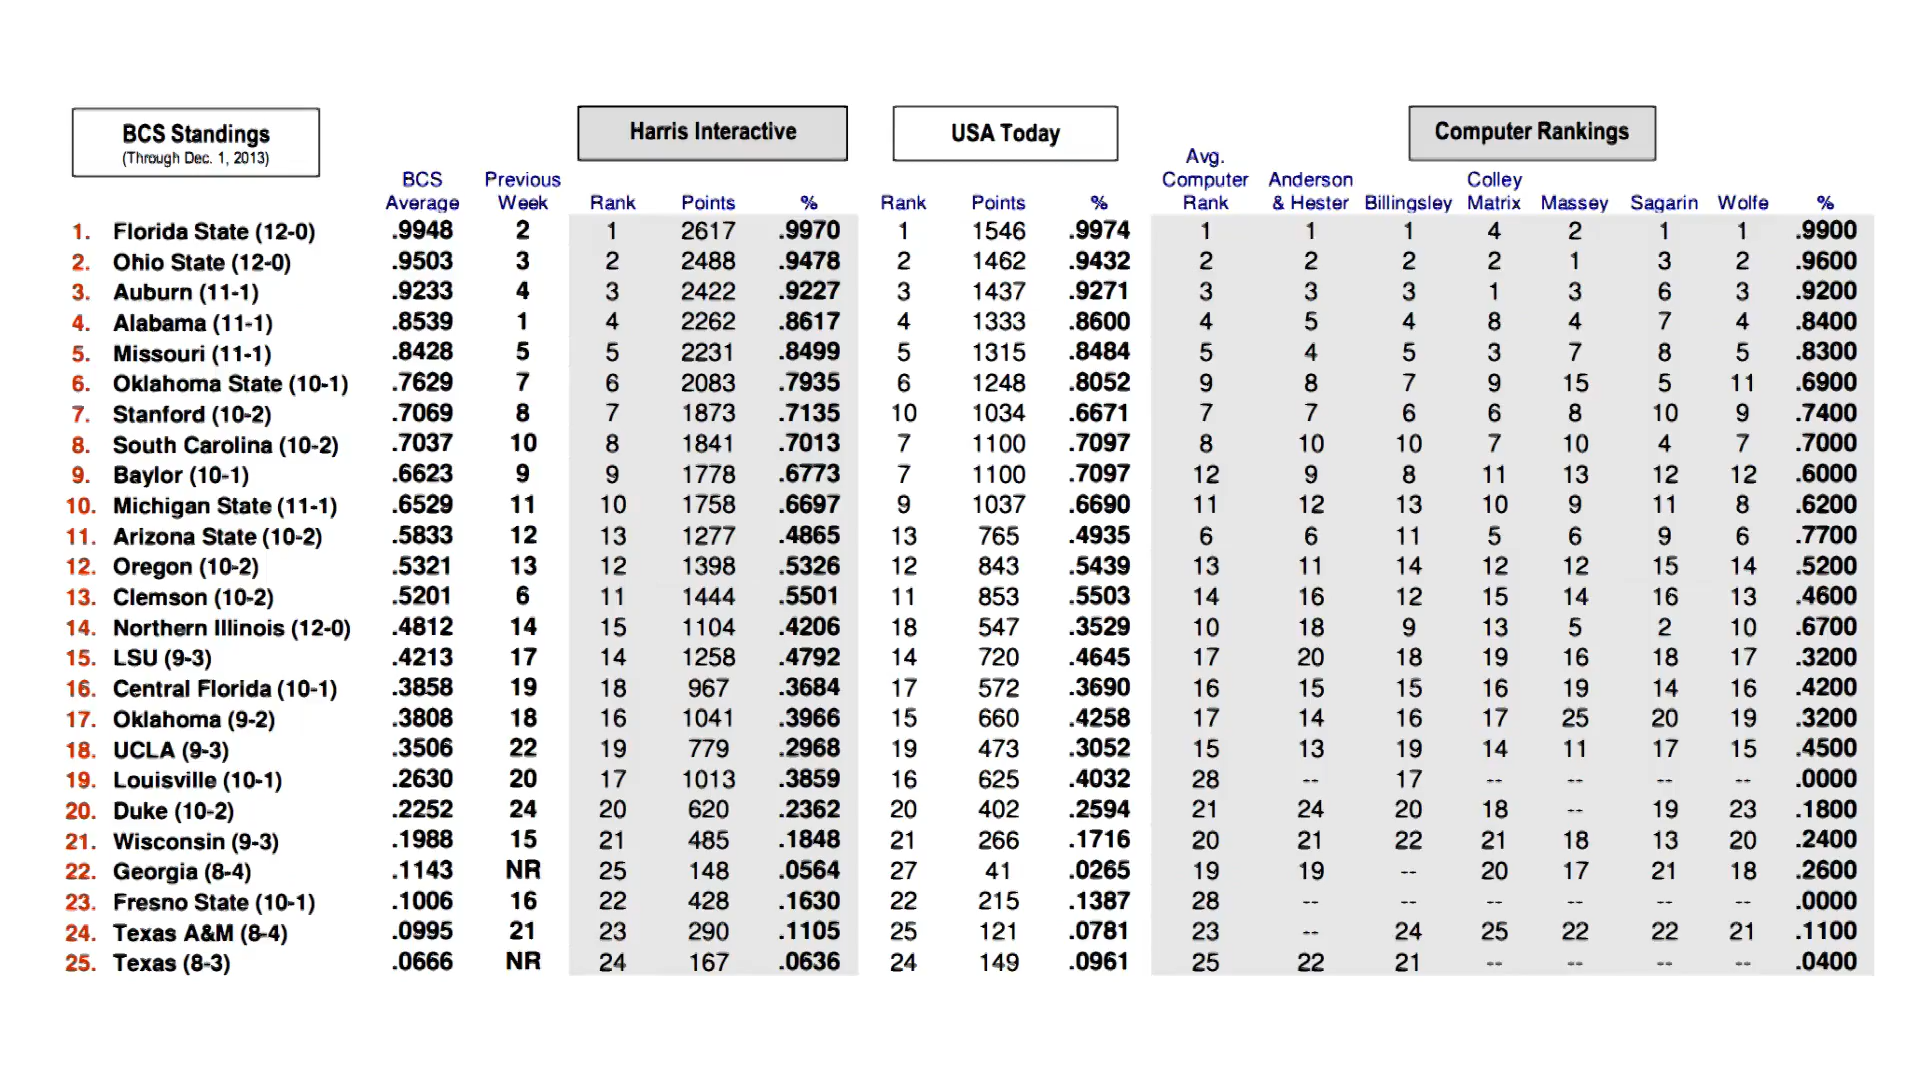 BCS Standings
(Through Dec. 1, 2013)
Harris Interactive
USA Today
Computer Rankings
BCS Average Previous Week Rank Points % Rank Points % Avg. Computer Rank Anderson & Hester Billingsley Colley Matrix Massey Sagarin Wolfe %
1. Florida State (12-0) .9948 2 1 2617 .9970 1 1546 .9974 1 1 1 4 2 1 1 .9900
2. Ohio State (12-0) .9503 3 2 2488 .9478 2 1462 .9432 2 2 2 2 1 3 2 .9600
3. Auburn (11-1) .9233 4 3 2422 .9227 3 1437 .9271 3 3 3 1 3 6 3 .9200
4. Alabama (11-1) .8539 1 4 2262 .8617 4 1333 .8600 4 5 4 8 4 7 4 .8400
5. Missouri (11-1) .8428 5 5 2231 .8499 5 1315 .8484 5 4 5 3 7 8 5 .8300
6. Oklahoma State (10-1) .7629 7 6 2083 .7935 6 1248 .8052 9 8 7 9 15 5 11 .6900
7. Stanford (10-2) .7069 8 7 1873 .7135 10 1034 .6671 7 7 6 6 8 10 9 .7400
8. South Carolina (10-2) .7037 10 8 1841 .7013 7 1100 .7097 8 10 10 7 10 4 7 .7000
9. Baylor (10-1) .6623 9 9 1778 .6773 7 1100 .7097 12 9 8 11 13 12 12 .6000
10. Michigan State (11-1) .6529 11 10 1758 .6697 9 1037 .6690 11 12 13 10 9 11 8 .6200
11. Arizona State (10-2) .5833 12 13 1277 .4865 13 765 .4935 6 6 11 5 6 9 6 .7700
12. Oregon (10-2) .5321 13 12 1398 .5326 12 843 .5439 13 11 14 12 12 15 14 .5200
13. Clemson (10-2) .5201 6 11 1444 .5501 11 853 .5503 14 16 12 15 14 16 13 .4600
14. Northern Illinois (12-0) .4812 14 15 1104 .4206 18 547 .3529 10 18 9 13 5 2 10 .6700
15. LSU (9-3) .4213 17 14 1258 .4792 14 720 .4645 17 20 18 19 16 18 17 .3200
16. Central Florida (10-1) .3858 19 18 967 .3684 17 572 .3690 16 15 15 16 19 14 16 .4200
17. Oklahoma (9-2) .3808 18 16 1041 .3966 15 660 .4258 17 14 16 17 25 20 19 .3200
18. UCLA (9-3) .3506 22 19 779 .2968 19 473 .3052 15 13 19 14 11 17 15 .4500
19. Louisville (10-1) .2630 20 17 1013 .3859 16 625 .4032 28 -- 17 -- -- -- -- .0000
20. Duke (10-2) .2252 24 20 620 .2362 20 402 .2594 21 24 20 18 -- 19 23 .1800
21. Wisconsin (9-3) .1988 15 21 485 .1848 21 266 .1716 20 21 22 21 18 13 20 .2400
22. Georgia (8-4) .1143 NR 25 148 .0564 27 41 .0265 19 19 -- 20 17 21 18 .2600
23. Fresno State (10-1) .1006 16 22 428 .1630 22 215 .1387 28 -- -- -- -- -- -- .0000
24. Texas A&M (8-4) .0995 21 23 290 .1105 25 121 .0781 23 -- 24 25 22 22 21 .1100
25. Texas (8-3) .0666 NR 24 167 .0636 24 149 .0961 25 22 21 -- -- -- -- .0400